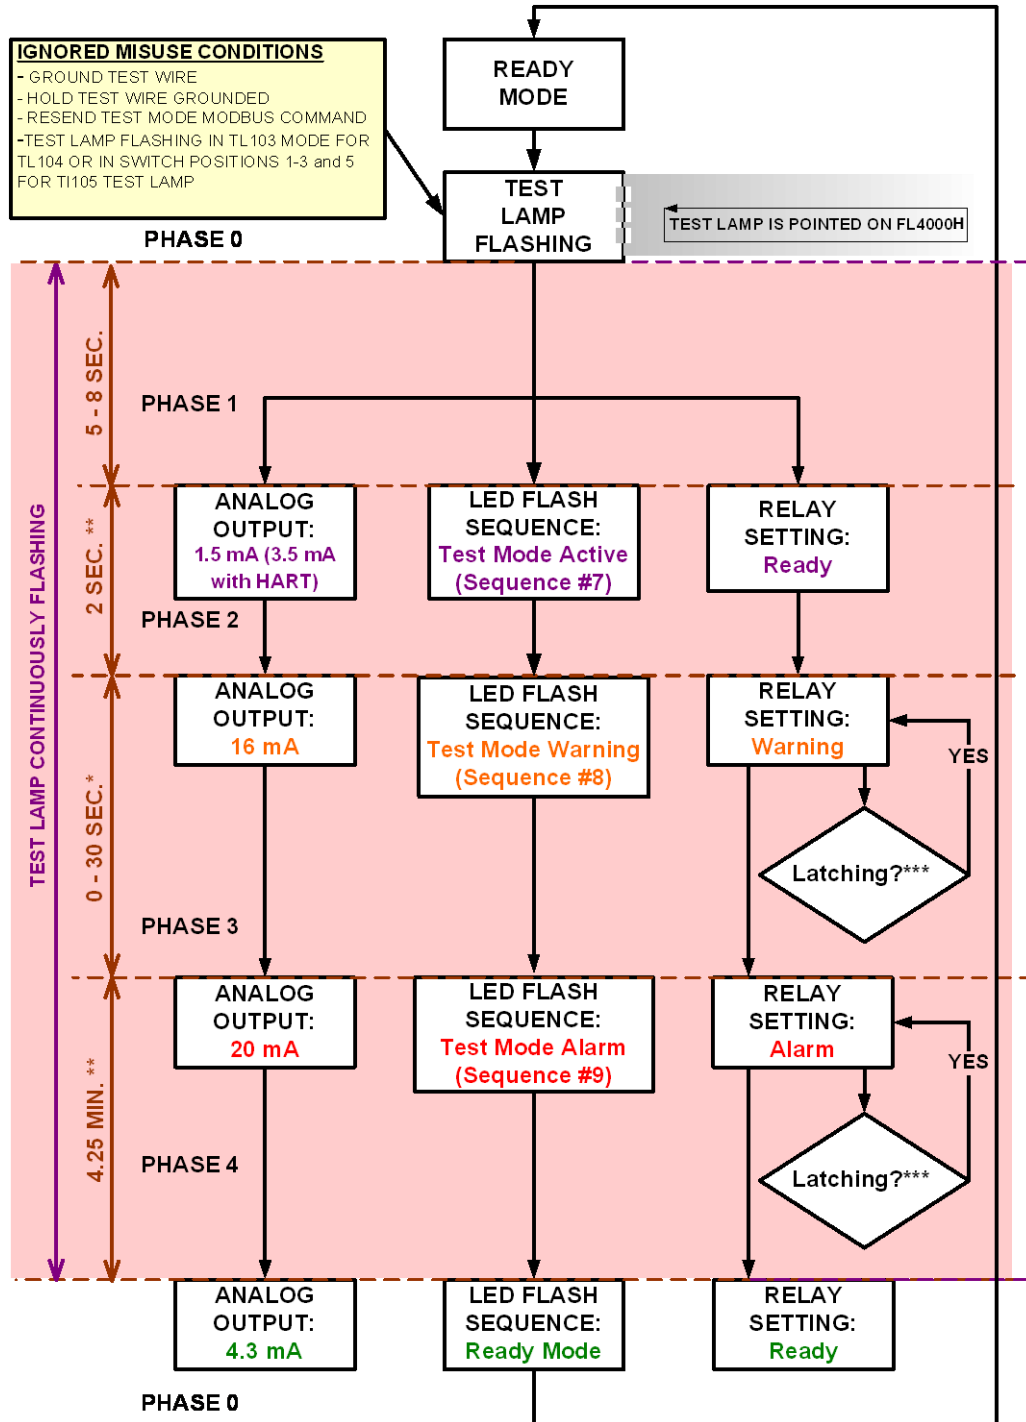 IGNORED MISUSE CONDITIONS
- GROUND TEST WIRE
- HOLD TEST WIRE GROUNDED
- RESEND TEST MODE MODBUS COMMAND
-TEST LAMP FLASHING IN TL103 MODE FOR
TL104 OR IN SWITCH POSITIONS 1-3 and 5
FOR Tl105 TEST LAMP
READY
MODE
TEST
LAMP
FLASHING
TEST LAMP IS POINTED ON FL4000H
PHASE 0
TEST LAMP CONTINUOUSLY FLASHING
5 - 8 SEC.
PHASE 1
2 SEC. **
ANALOG
OUTPUT:
1.5 mA (3.5 mA
with HART)
LED FLASH
SEQUENCE:
Test Mode Active
(Sequence #7)
RELAY
SETTING:
Ready
PHASE 2
0 - 30 SEC.*
ANALOG
OUTPUT:
16 mA
LED FLASH
SEQUENCE:
Test Mode Warning
(Sequence #8)
RELAY
SETTING:
Warning
YES
Latching?***
PHASE 3
4.25 MIN. **
ANALOG
OUTPUT:
20 mA
LED FLASH
SEQUENCE:
Test Mode Alarm
(Sequence #9)
RELAY
SETTING:
Alarm
YES
Latching?***
PHASE 4
ANALOG
OUTPUT:
4.3 mA
LED FLASH
SEQUENCE:
Ready Mode
RELAY
SETTING:
Ready
PHASE 0